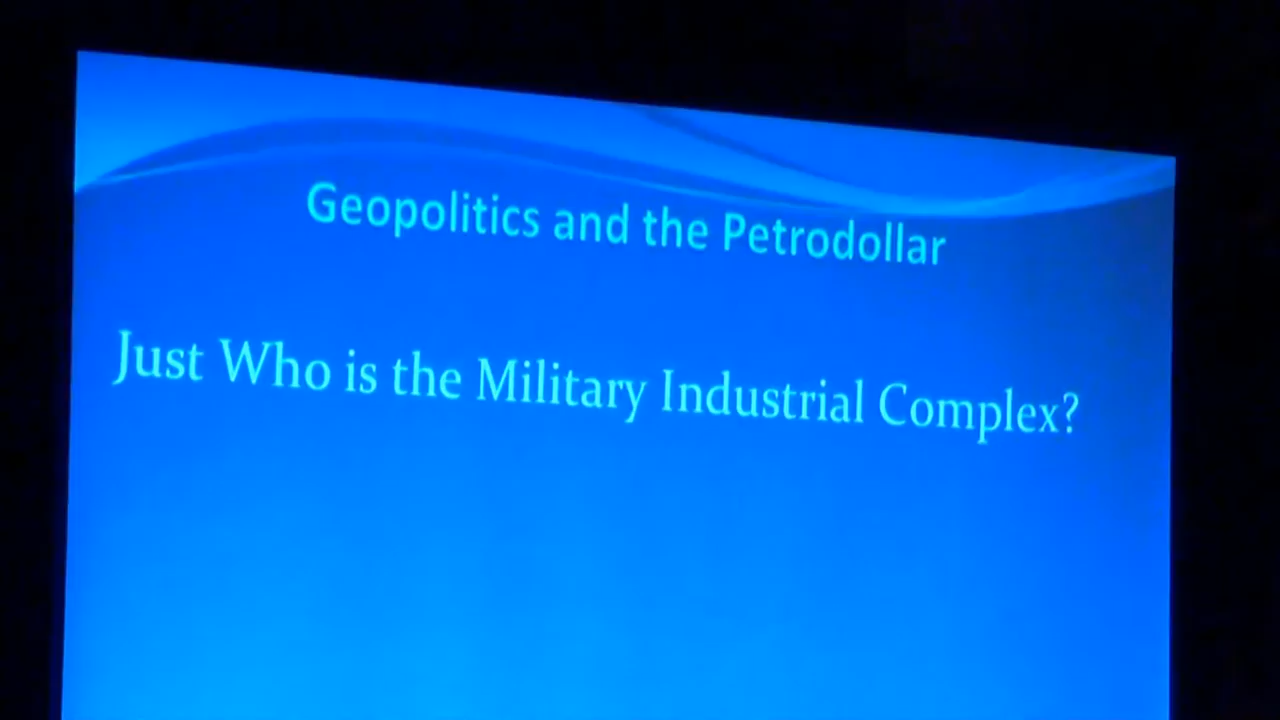 Geopolitics and the Petrodollar
Just Who is the Military Industrial Complex?